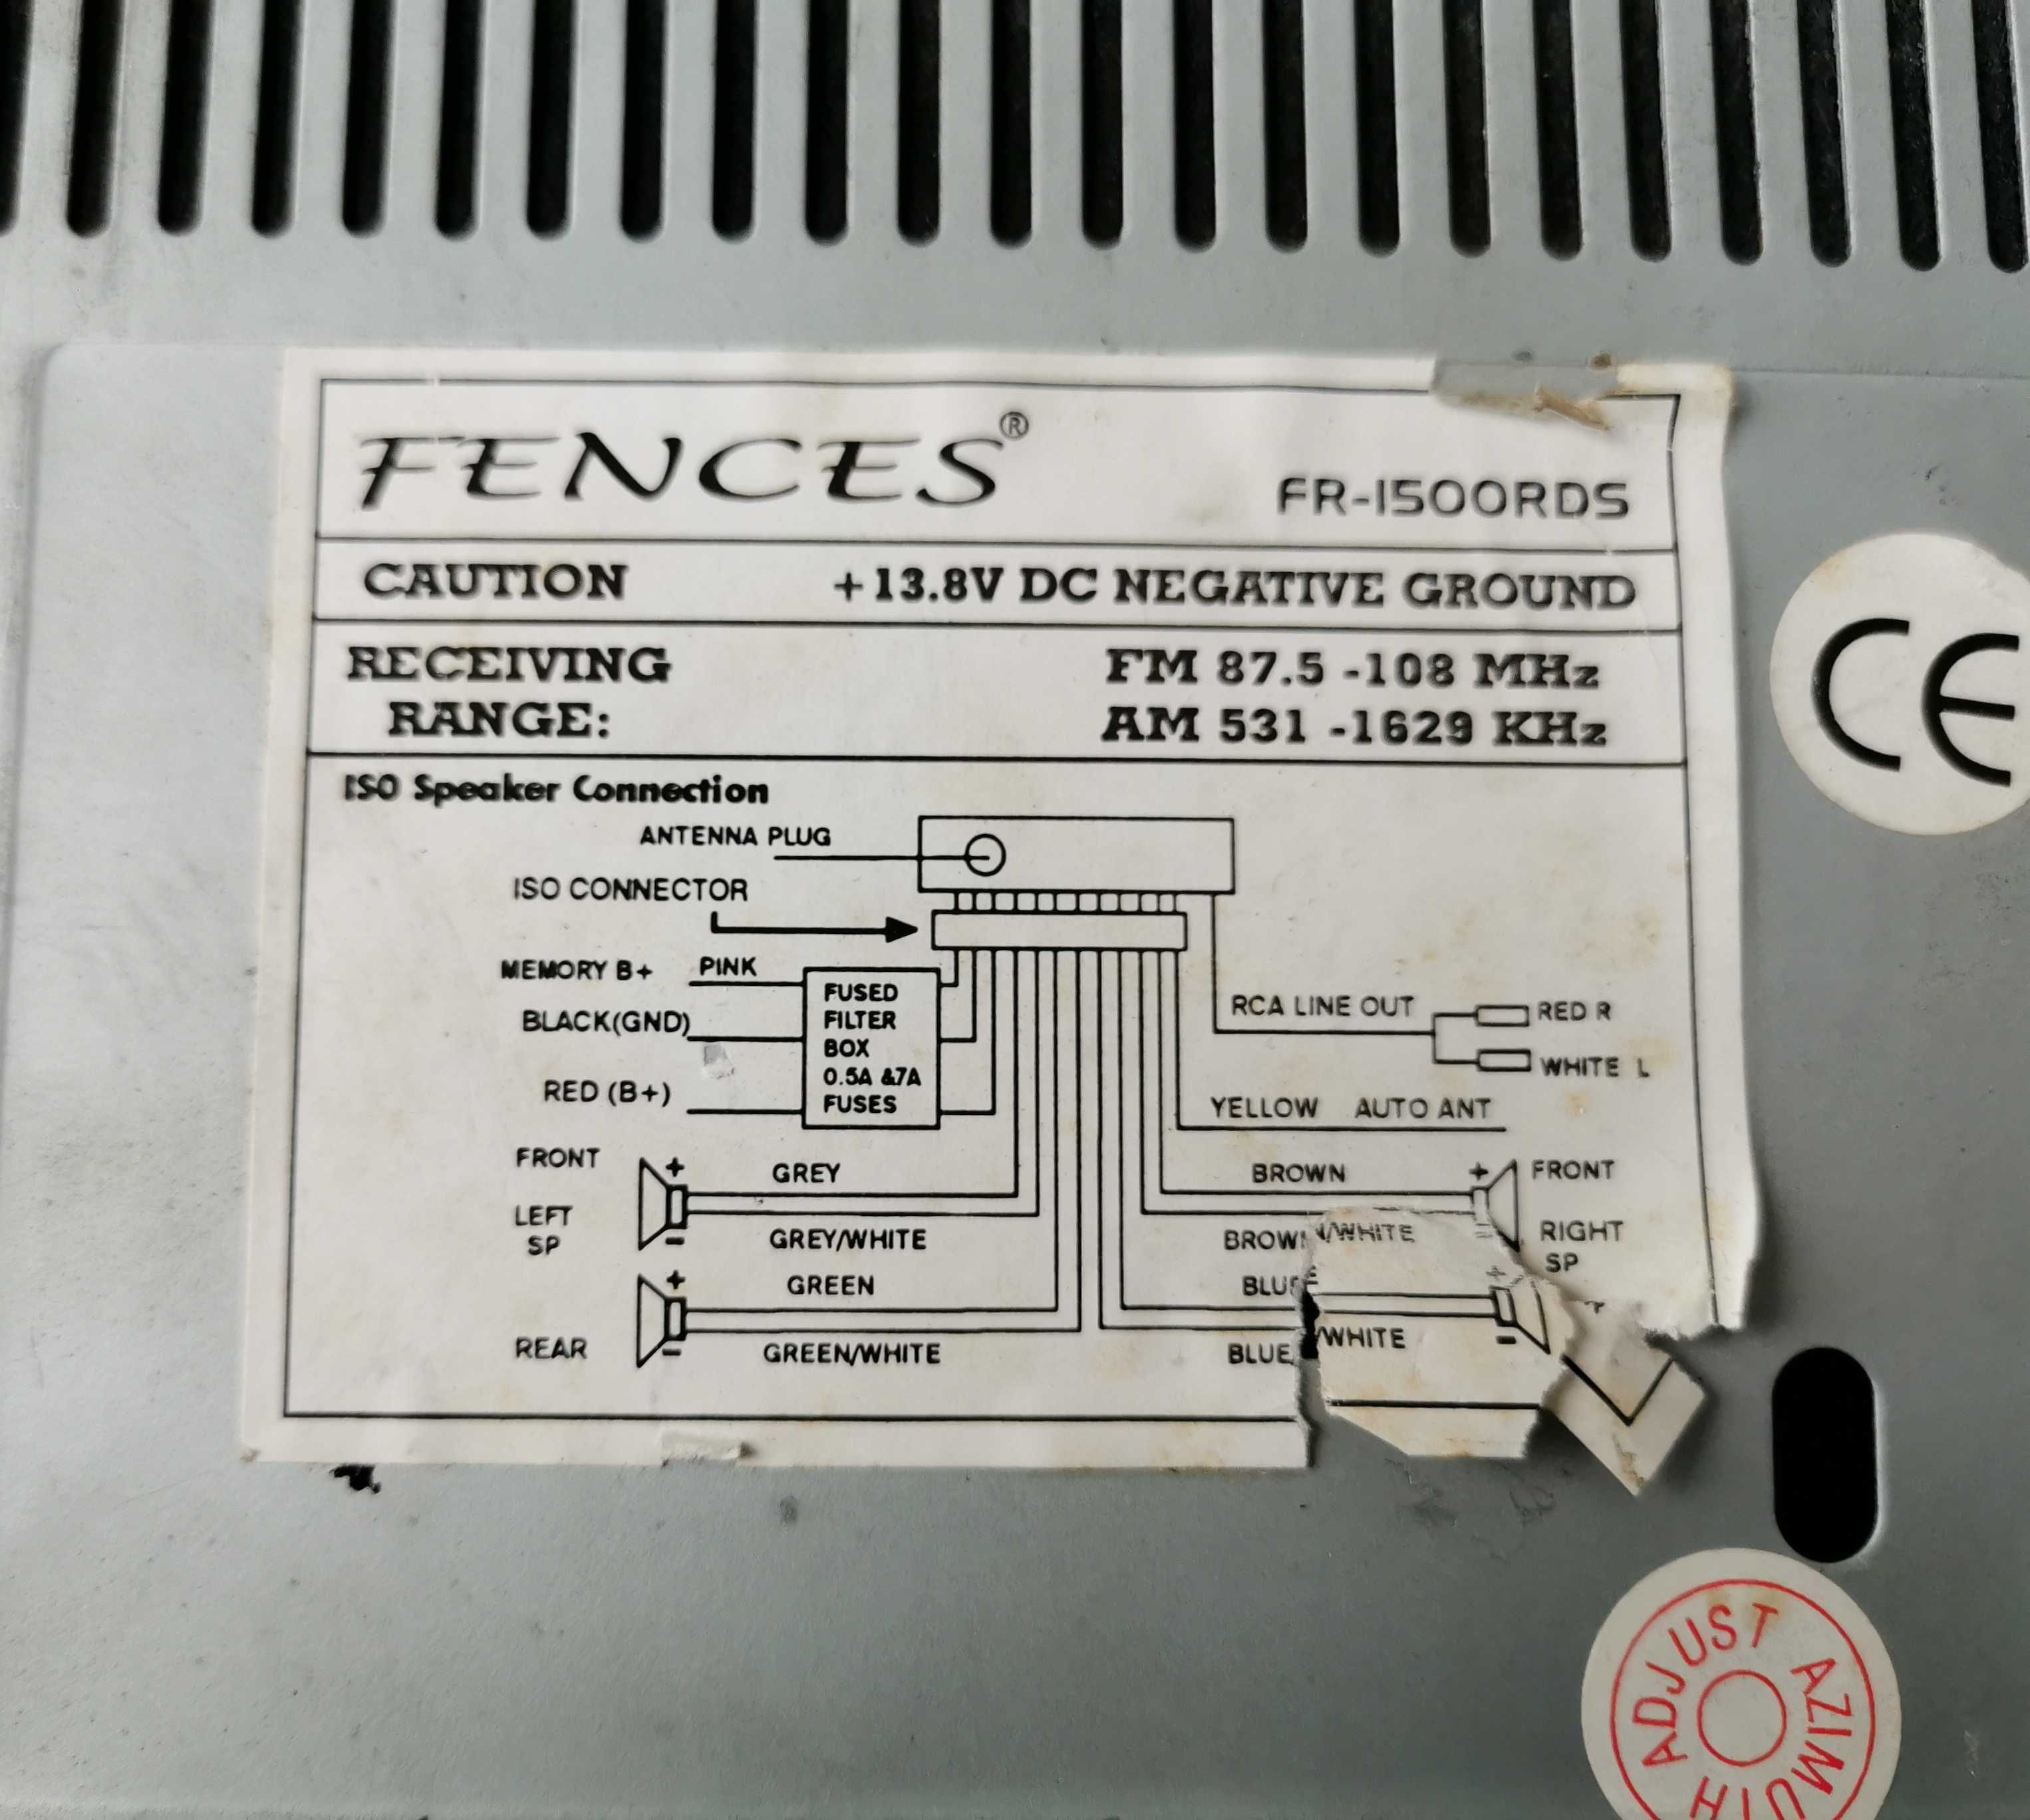 FENCES®
FR-1500RDS
CAUTION +13.8V DC NEGATIVE GROUND
RECEIVING RANGE:
FM 87.5 -108 MHz
AM 531 -1629 KHz
ISO Speaker Connection
ANTENNA PLUG
ISO CONNECTOR
MEMORY B+ PINK
BLACK(GND)
RED (B+)
FUSED
FILTER
BOX
0.5A &7A
FUSES
RCA LINE OUT
RED R
WHITE L
YELLOW AUTO ANT
FRONT
LEFT
SP
+
-
GREY
GREY/WHITE
REAR
+
-
GREEN
GREEN/WHITE
BROWN
BROWN/WHITE
+
-
FRONT
RIGHT
SP
BLUE
BLUE/WHITE
+
-
CE
ADJUST AZIMUTH